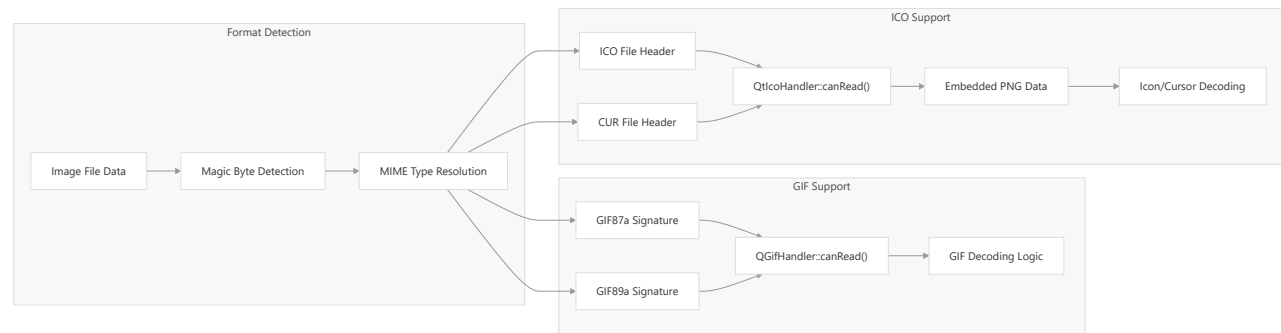 Format Detection
Image File Data
Magic Byte Detection
MIME Type Resolution
ICO Support
ICO File Header
CUR File Header
QtIcoHandler::canRead()
Embedded PNG Data
Icon/Cursor Decoding
GIF Support
GIF87a Signature
GIF89a Signature
QGifHandler::canRead()
GIF Decoding Logic